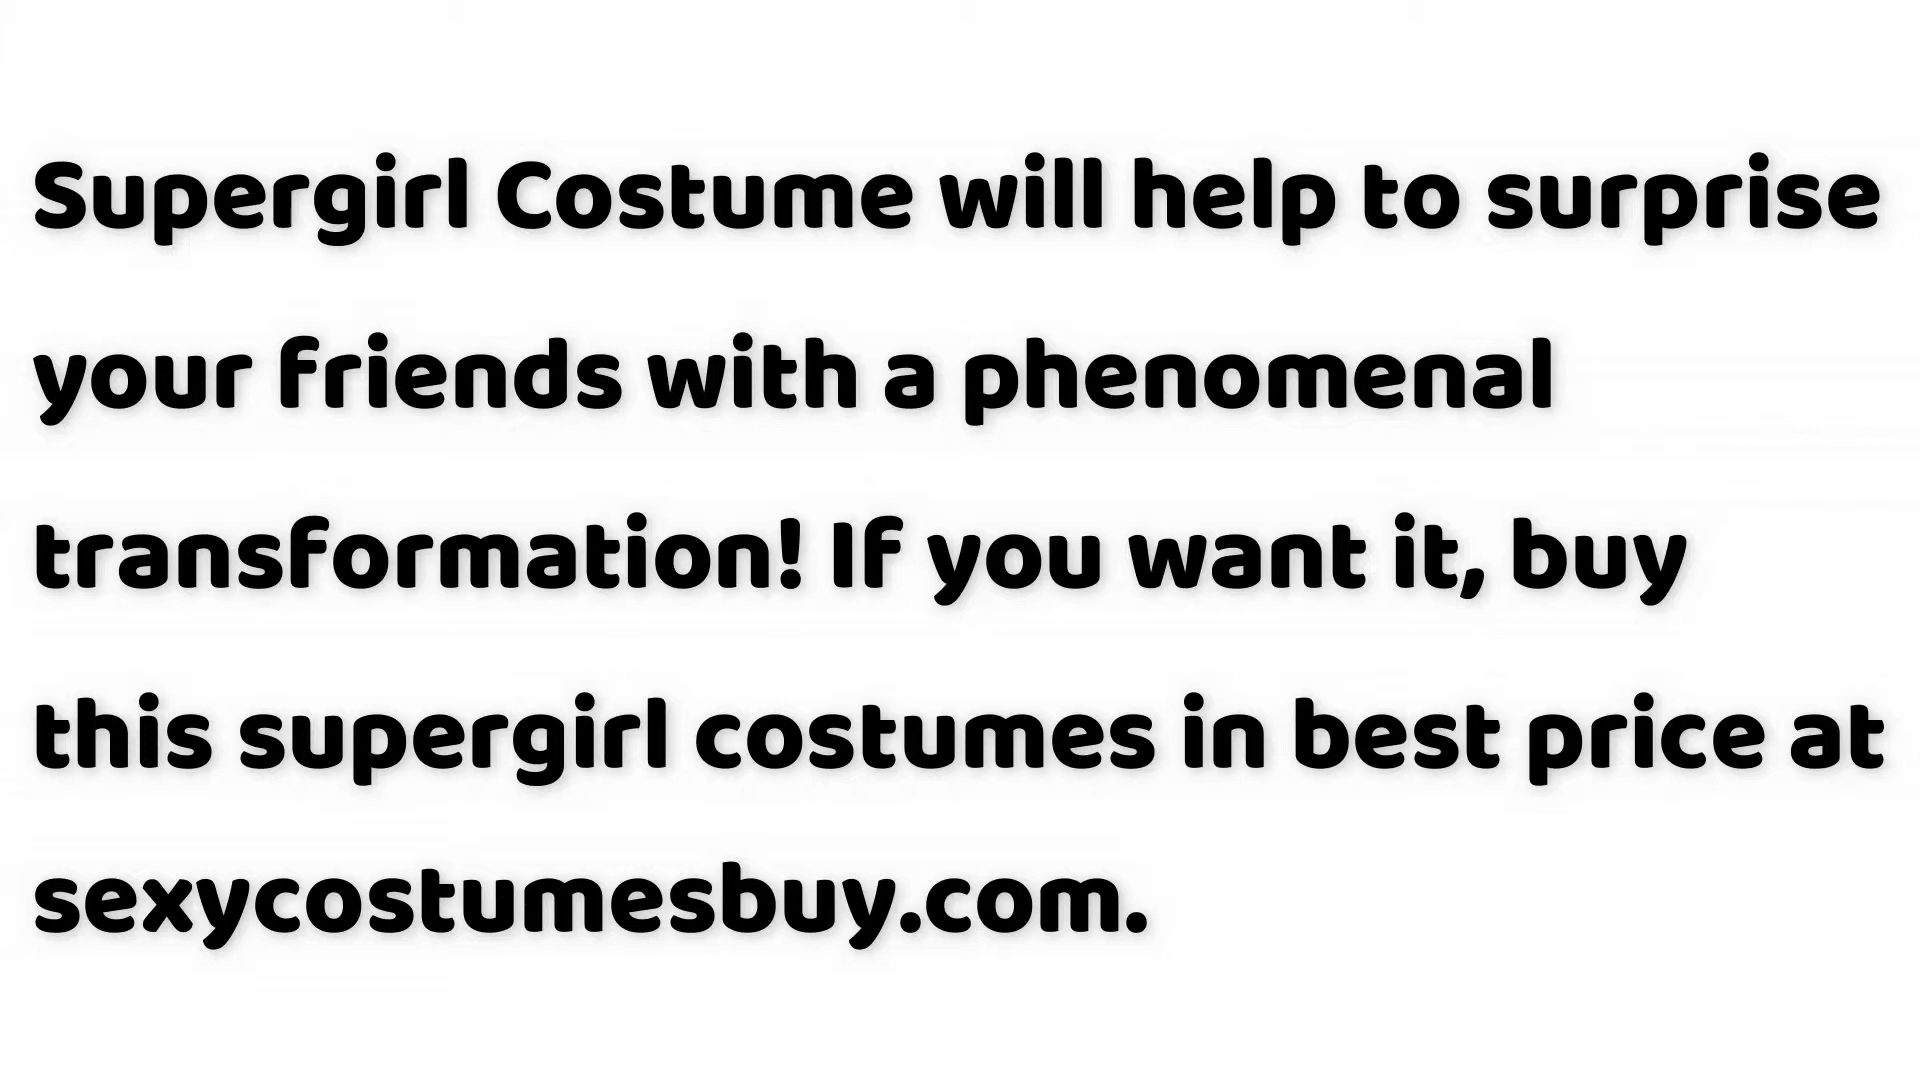 Supergirl Costume will help to surprise
your friends with a phenomenal
transformation! If you want it, buy
this supergirl costumes in best price at
sexycostumesbuy.com.